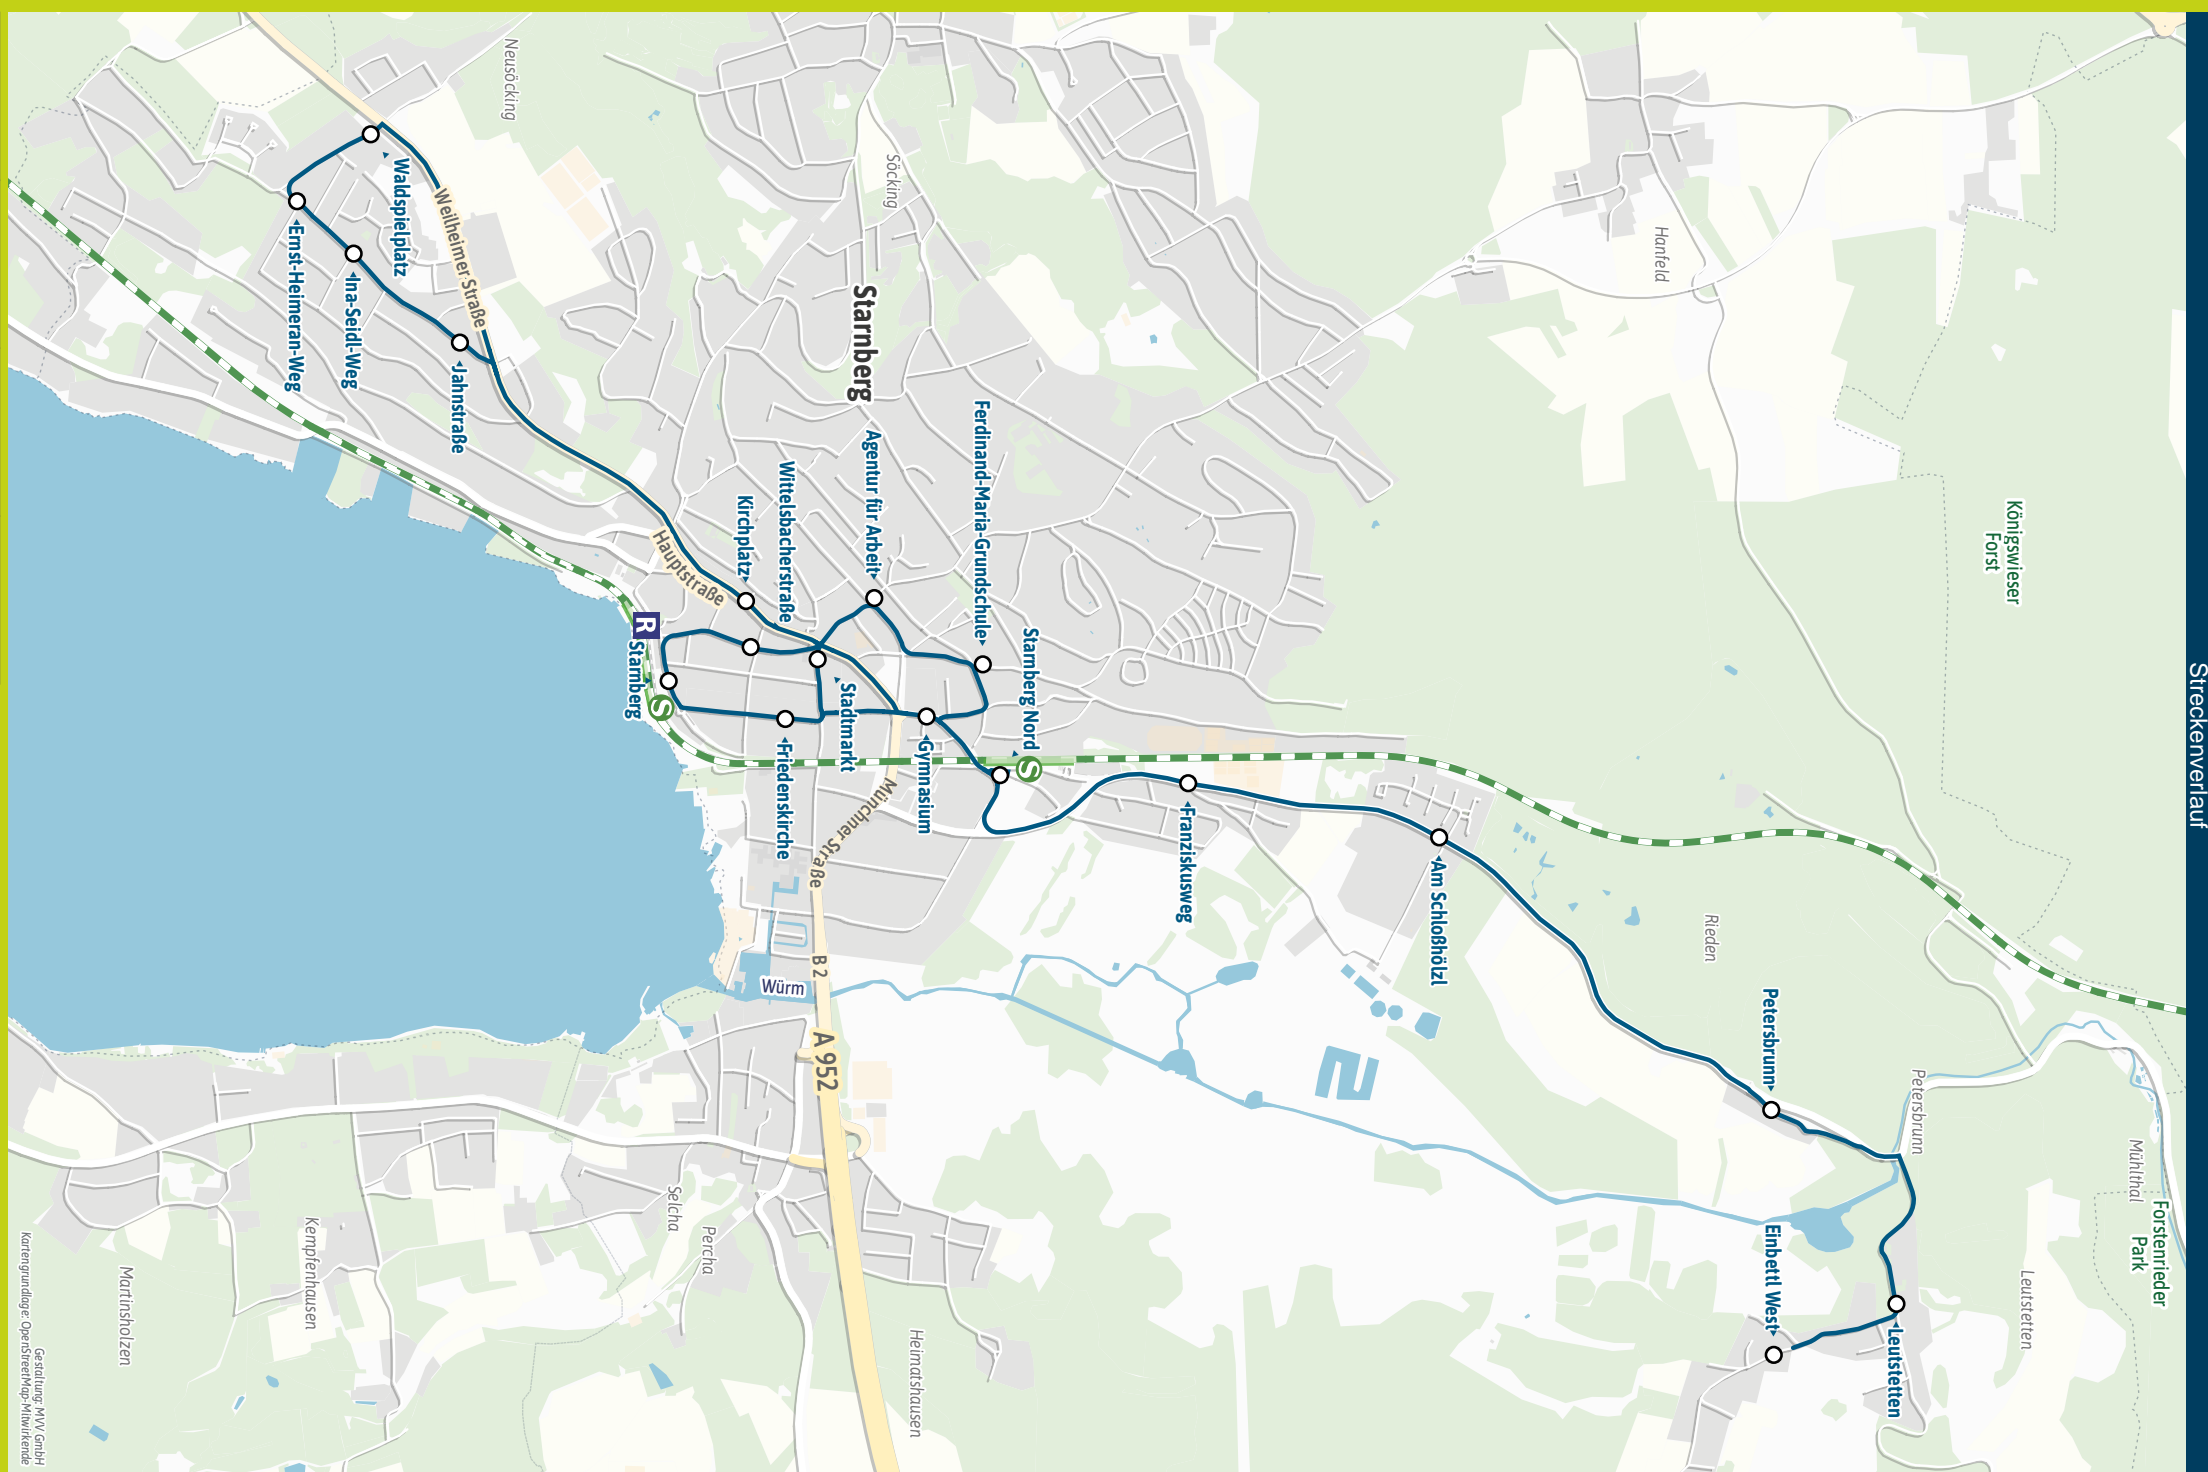 Streckenverlauf
Königswieser
Forst
Forstenrieder
Park
Mühlthal
Leutstetten
Petersbrunn
Leutstetten
Einbettl West
Petersbrunn
Rieden
Hanfeld
Am Schloßhölzl
Franziskusweg
Starnberg Nord
S
Ferdinand-Maria-Grundschule
Gymnasium
Agentur für Arbeit
Söcking
Starnberg
Stadtmarkt
Wittelsbacherstraße
Friedenskirche
Kirchplatz
Hauptstraße
Münchner Straße
B 2
Würm
A 952
R
Starnberg
S
Neusöcking
Weilheimer Straße
Jahnstraße
Waldspielplatz
Ina-Seidl-Weg
Ernst-Heimeran-Weg
Heimatshausen
Percha
Selcha
Kempfenhausen
Martinsholzen
Gestaltung: MVV GmbH
Kartengrundlage: OpenStreetMap-Mitwirkende